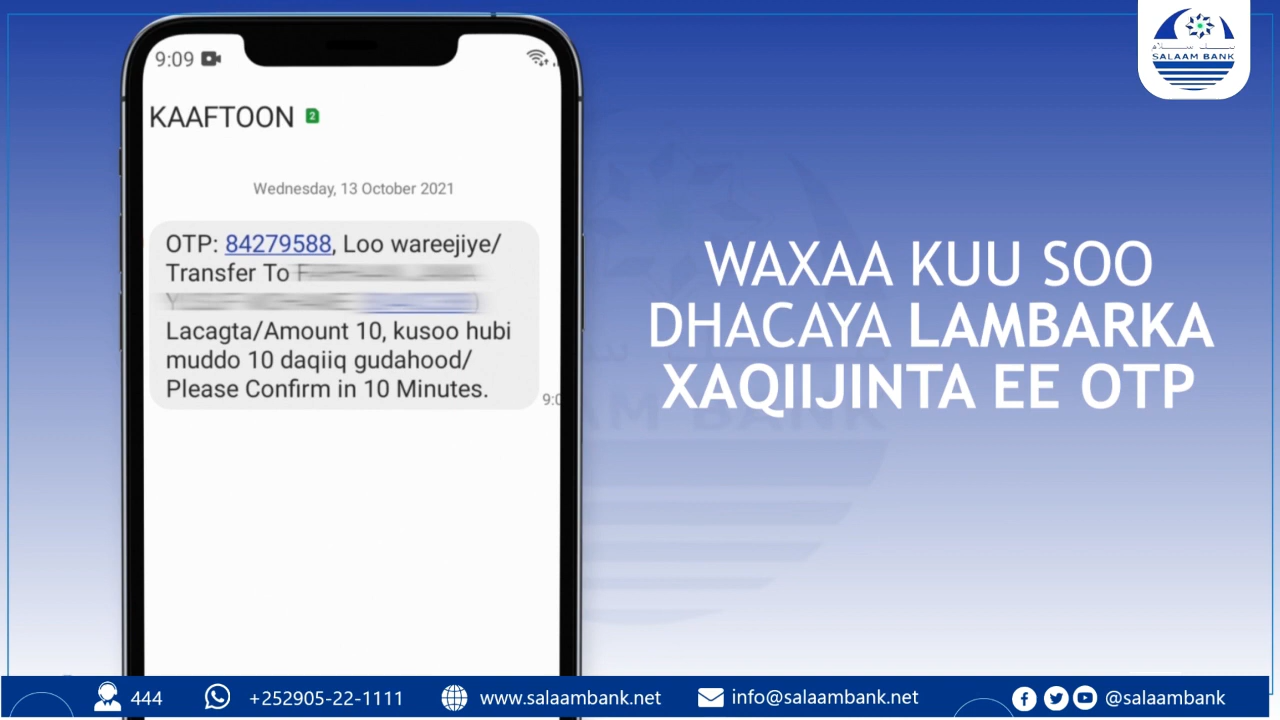 9:09
KAAFTOON
2
Wednesday, 13 October 2021
OTP: 84279588, Loo wareejiye/
Transfer To
Lacagta/Amount 10, kusoo hubi
muddo 10 daqiiq gudahood/
Please Confirm in 10 Minutes.
SALAAM BANK
WAXAA KUU SOO
DHACAYA LAMBARKA
XAQIIJINTA EE OTP
444
+252905-22-1111
www.salaambank.net
info@salaambank.net
@salaambank